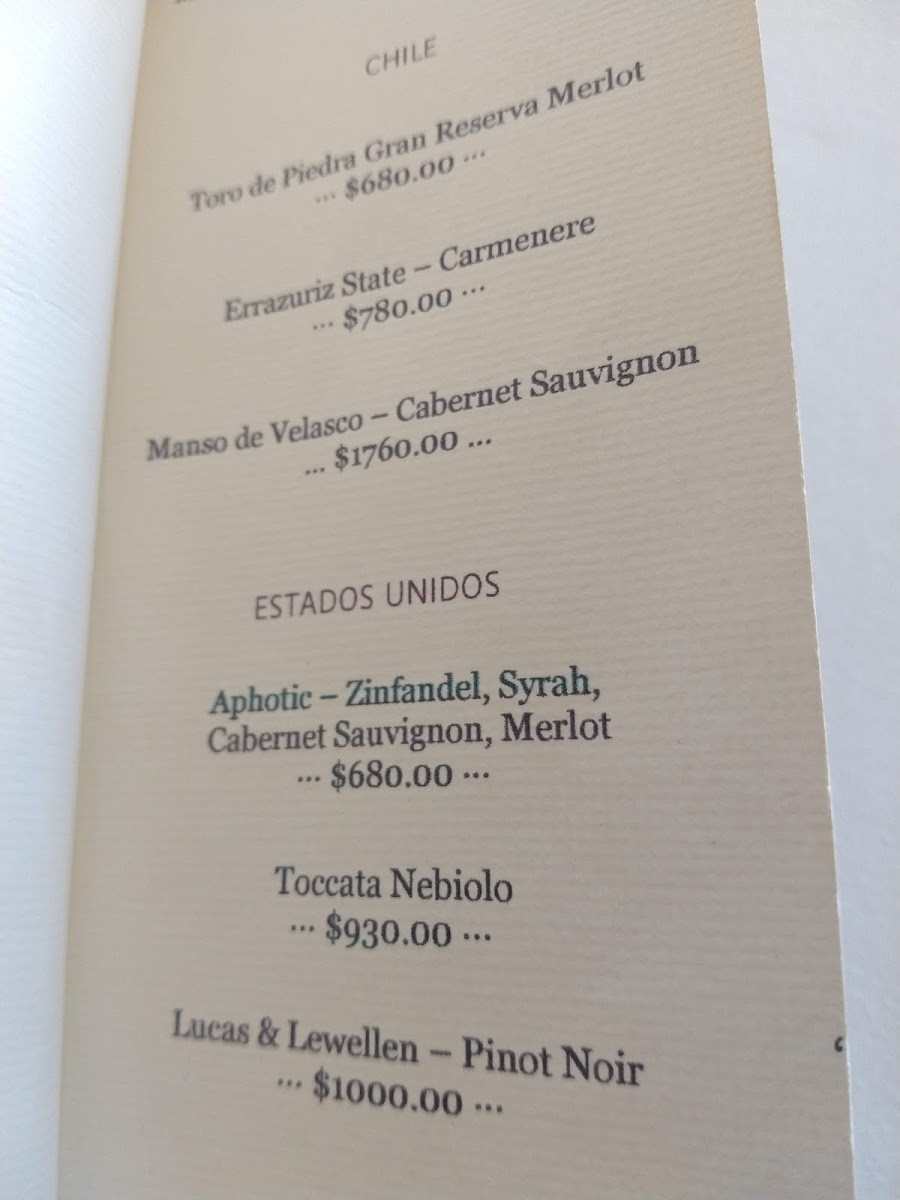 CHILE
Toro de Piedra Gran Reserva Merlot
... $680.00 ...
Errazuriz State – Carmenere
... $780.00 ...
Manso de Velasco – Cabernet Sauvignon
... $1760.00 ...
ESTADOS UNIDOS
Aphotic – Zinfandel, Syrah,
Cabernet Sauvignon, Merlot
... $680.00 ...
Toccata Nebiolo
... $930.00 ...
Lucas & Lewellen – Pinot Noir
... $1000.00 ...